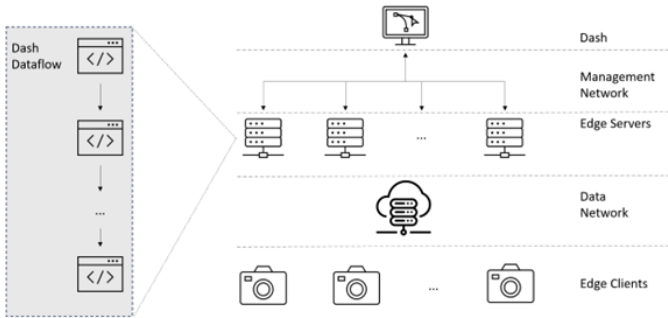 Dash
Dataflow
</>
</>
...
</>
Dash
Management
Network
Edge Servers
...
Data
Network
Edge Clients
...